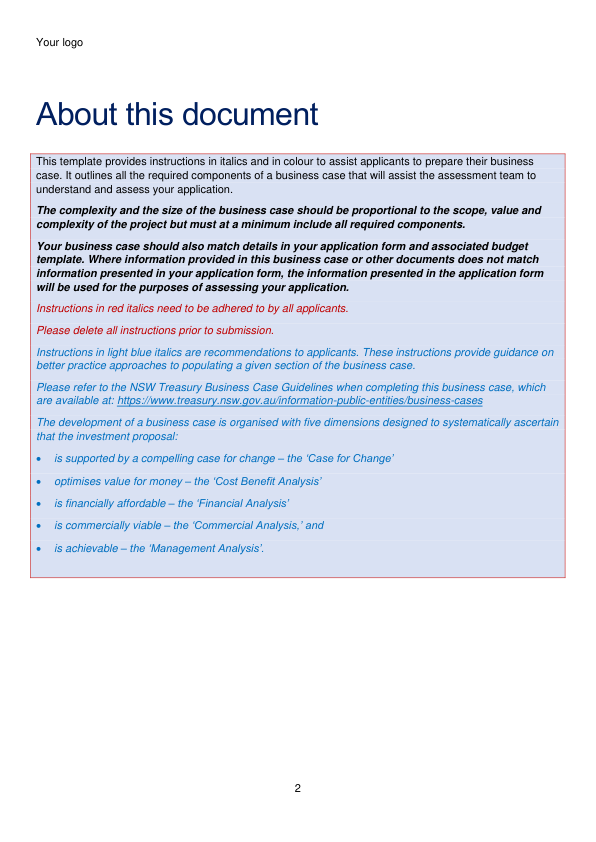 Your logo
About this document
This template provides instructions in italics and in colour to assist applicants to prepare their business
case. It outlines all the required components of a business case that will assist the assessment team to
understand and assess your application.
The complexity and the size of the business case should be proportional to the scope, value and
complexity of the project but must at a minimum include all required components.
Your business case should also match details in your application form and associated budget
template. Where information provided in this business case or other documents does not match
information presented in your application form, the information presented in the application form
will be used for the purposes of assessing your application.
Instructions in red italics need to be adhered to by all applicants.
Please delete all instructions prior to submission.
Instructions in light blue italics are recommendations to applicants. These instructions provide guidance on
better practice approaches to populating a given section of the business case.
Please refer to the NSW Treasury Business Case Guidelines when completing this business case, which
are available at: https://www.treasury.nsw.gov.au/information-public-entities/business-cases
The development of a business case is organised with five dimensions designed to systematically ascertain
that the investment proposal:
• is supported by a compelling case for change – the ‘Case for Change’
• optimises value for money – the ‘Cost Benefit Analysis’
• is financially affordable – the ‘Financial Analysis’
• is commercially viable – the ‘Commercial Analysis,’ and
• is achievable – the ‘Management Analysis’.
2